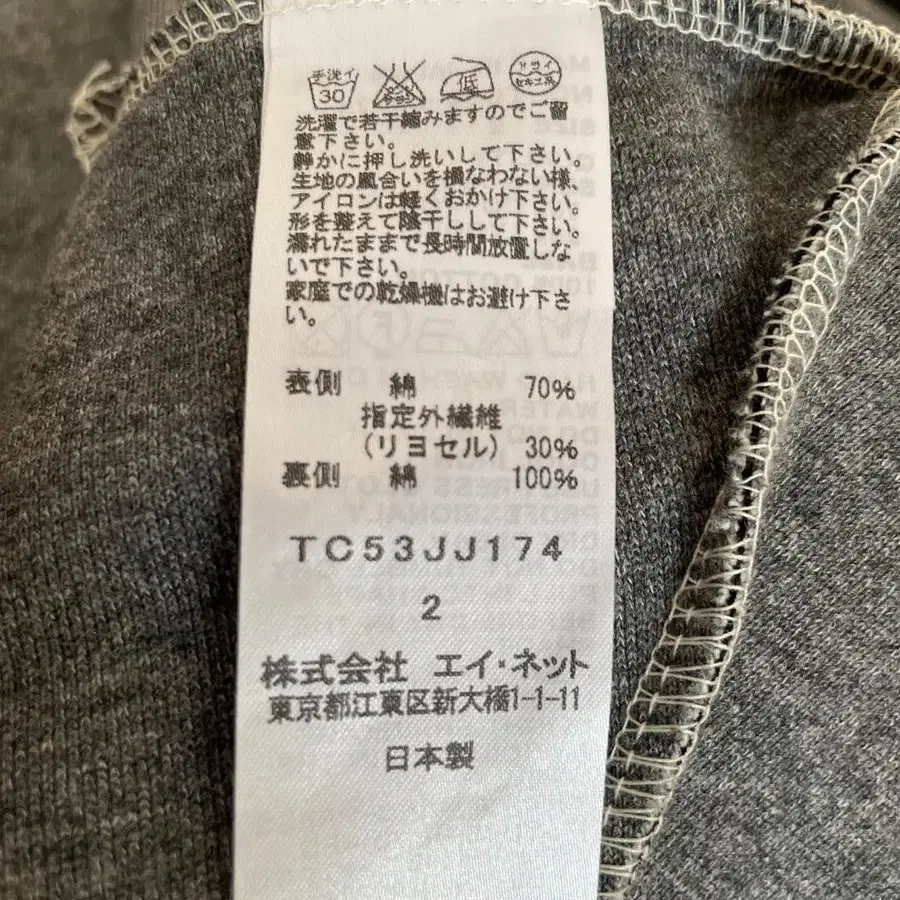 手洗イ
30
低
ドライ
セキユ系
洗濯で若干縮みますのでご留
意下さい。
静かに押し洗いして下さい。
生地の風合いを損なわない様、
アイロンは軽くおかけ下さい。
形を整えて陰干しして下さい。
濡れたままで長時間放置しな
いで下さい。
家庭での乾燥機はお避け下さ
い。
表側 綿 70%
指定外繊維
(リヨセル) 30%
裏側 綿 100%
TC53JJ174
2
株式会社 エイ・ネット
東京都江東区新大橋1-1-11
日本製